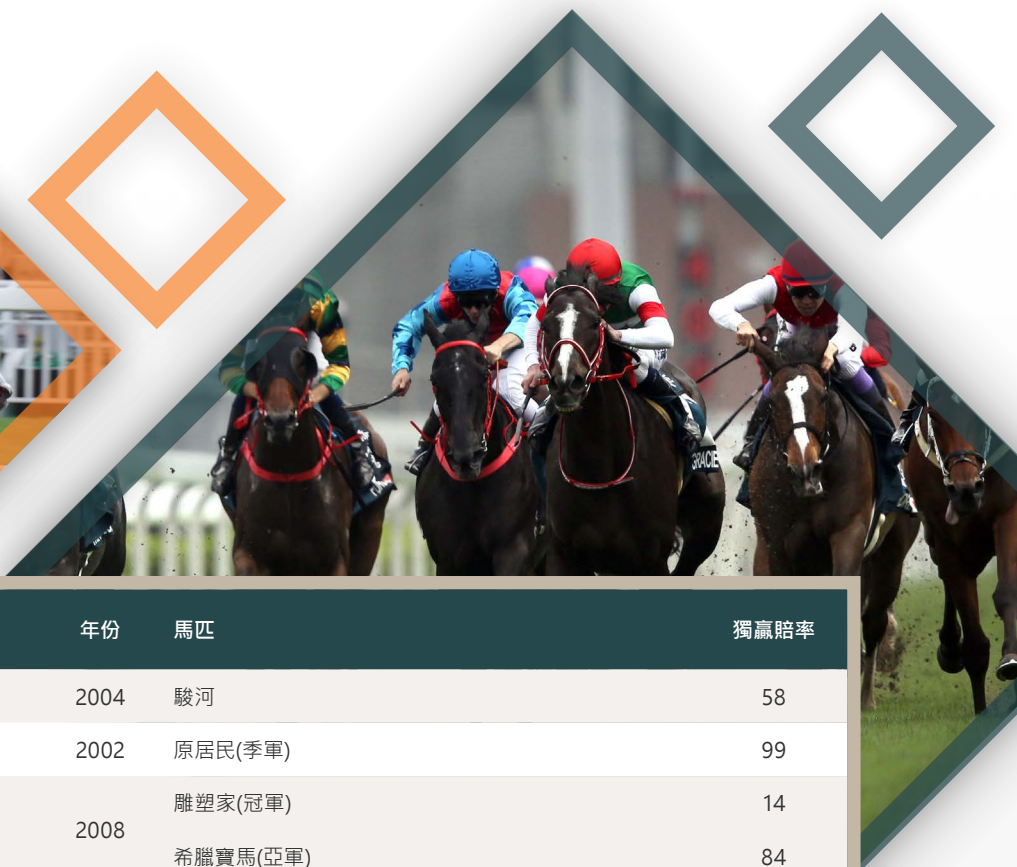 GRACIE
年份 馬匹 獨贏賠率
2004 駿河 58
2002 原居民(季軍) 99
2008
雕塑家(冠軍) 14
希臘寶馬(亞軍) 84